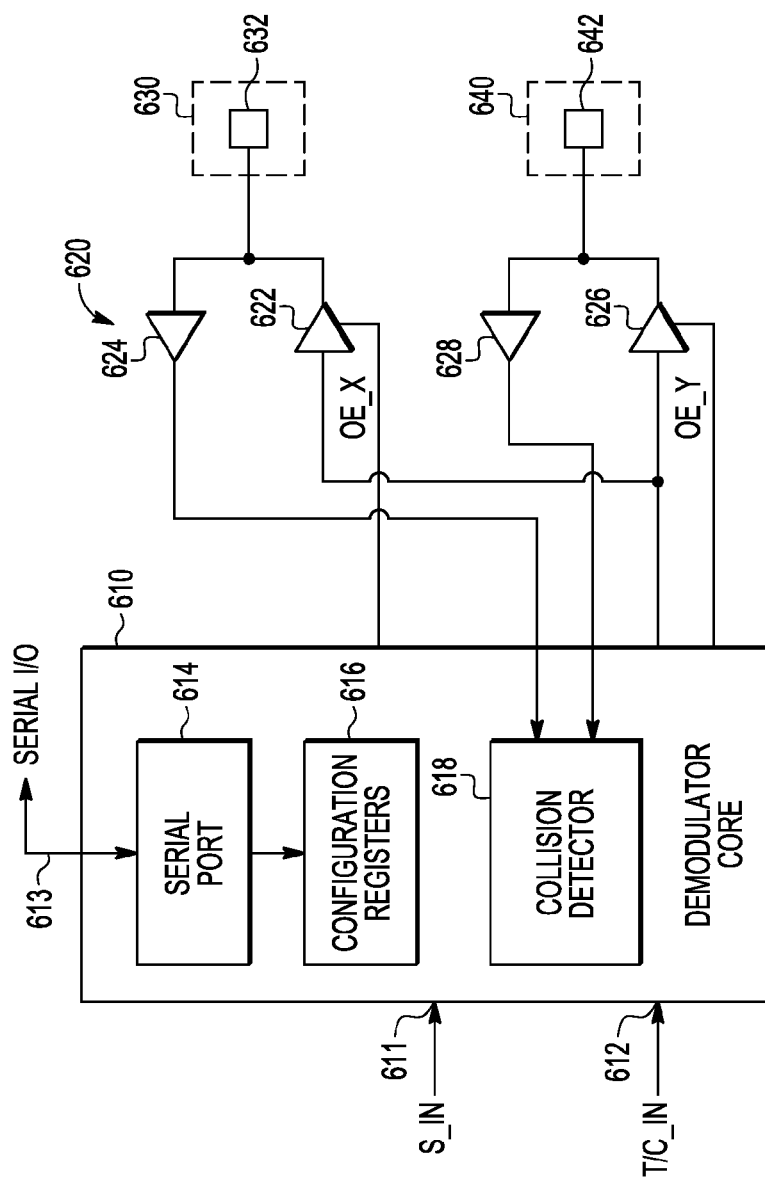 SERIAL I/O
613
610
614
SERIAL
PORT
616
CONFIGURATION
REGISTERS
618
COLLISION
DETECTOR
DEMODULATOR
CORE
611
S_IN
612
T/C_IN
620
624
622
OE_X
630
632
628
626
OE_Y
640
642